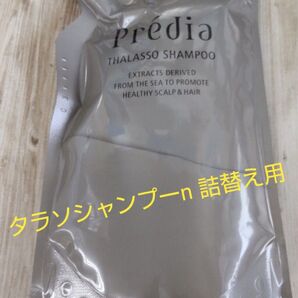 Prédia
THALASSO SHAMPOO
EXTRACTS DERIVED
FROM THE SEA TO PROMOTE
HEALTHY SCALP & HAIR
タラソシャンプーn 詰替え用